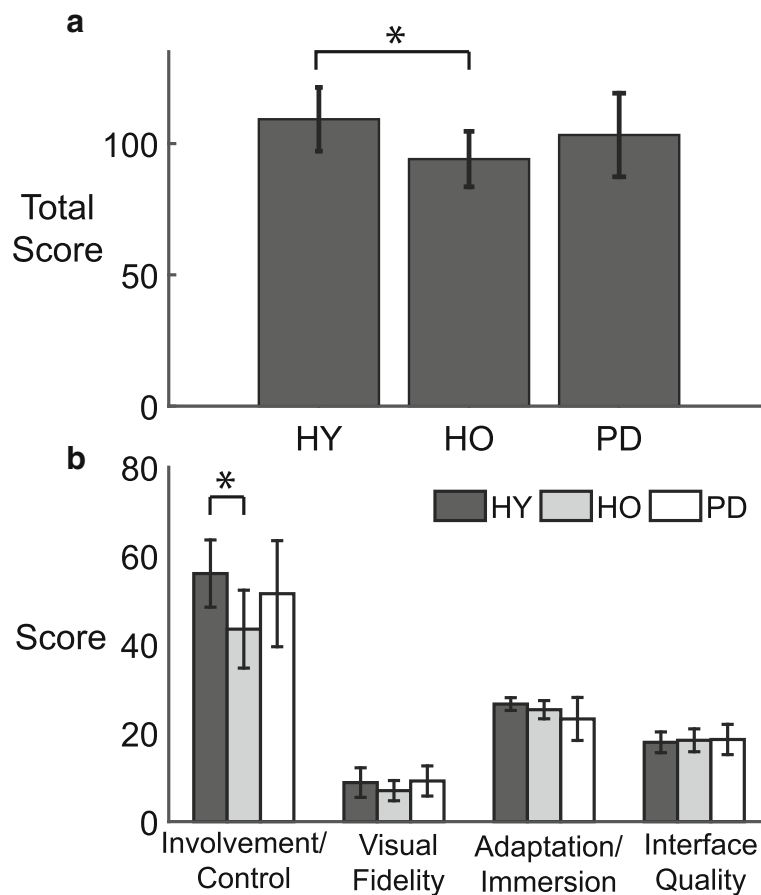 a
*
100
Total
Score
50
0
HY HO PD
b
80
*
HY HO PD
60
Score
40
20
0
Involvement/ Visual Adaptation/ Interface
Control Fidelity Immersion Quality